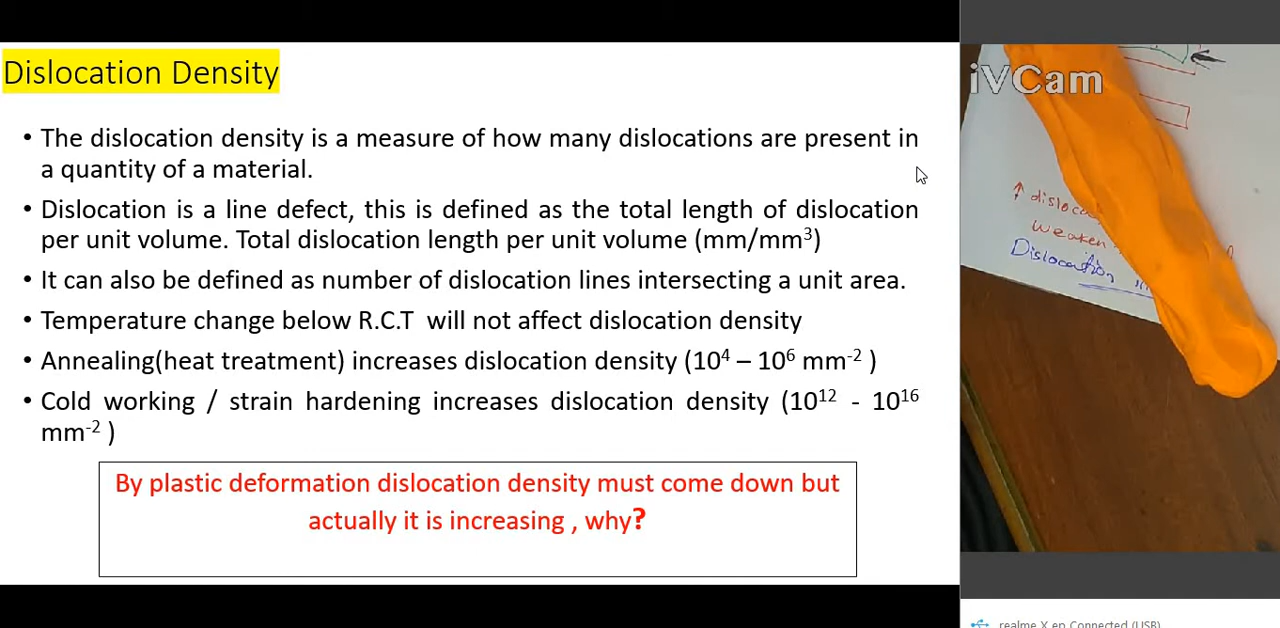 Dislocation Density
• The dislocation density is a measure of how many dislocations are present in
a quantity of a material.
• Dislocation is a line defect, this is defined as the total length of dislocation
per unit volume. Total dislocation length per unit volume (mm/mm³)
• It can also be defined as number of dislocation lines intersecting a unit area.
• Temperature change below R.C.T will not affect dislocation density
• Annealing(heat treatment) increases dislocation density (10⁴ – 10⁶ mm⁻² )
• Cold working / strain hardening increases dislocation density (10¹² - 10¹⁶
mm⁻² )
By plastic deformation dislocation density must come down but
actually it is increasing , why?
iVCam
↑
weaken
Dislocation
realme X en Connected (USB)